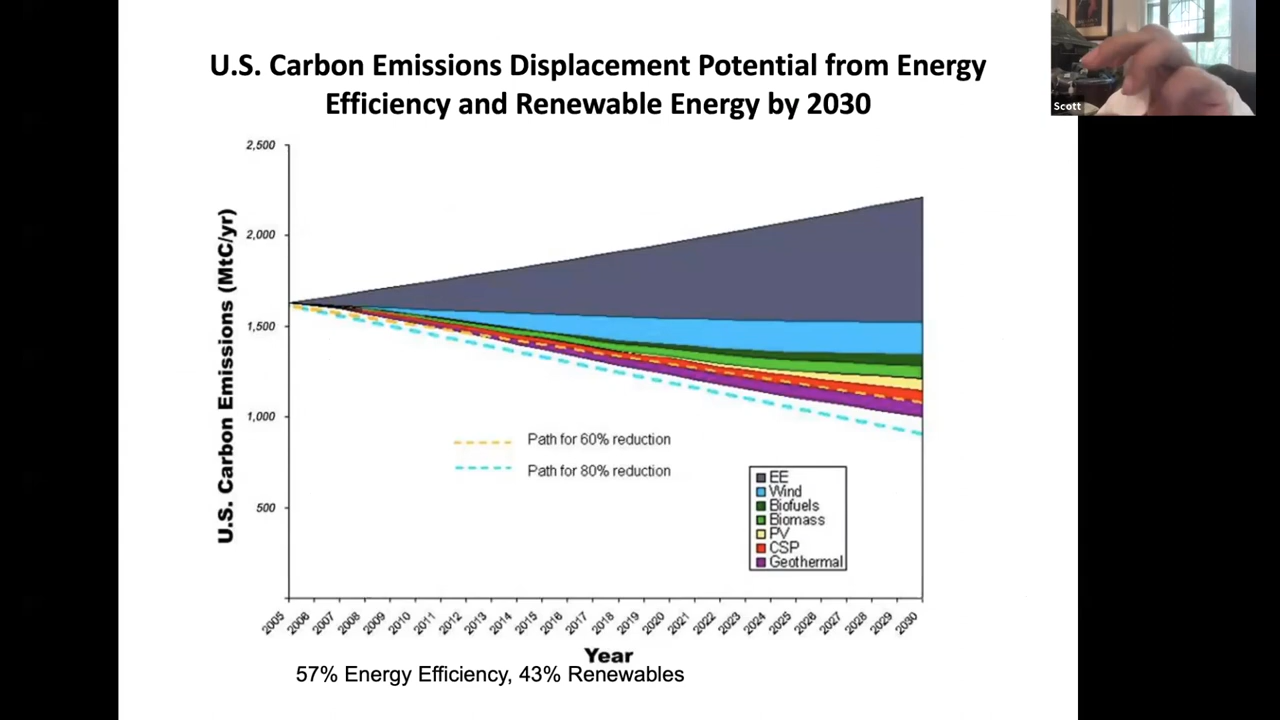 U.S. Carbon Emissions Displacement Potential from Energy
Efficiency and Renewable Energy by 2030
Scott
2,500
2,000
1,500
1,000
500
U.S. Carbon Emissions (MtC/yr)
Path for 60% reduction
Path for 80% reduction
EE
Wind
Biofuels
Biomass
PV
CSP
Geothermal
2005 2006 2007 2008 2009 2010 2011 2012 2013 2014 2015 2016 2017 2018 2019 2020 2021 2022 2023 2024 2025 2026 2027 2028 2029 2030
Year
57% Energy Efficiency, 43% Renewables